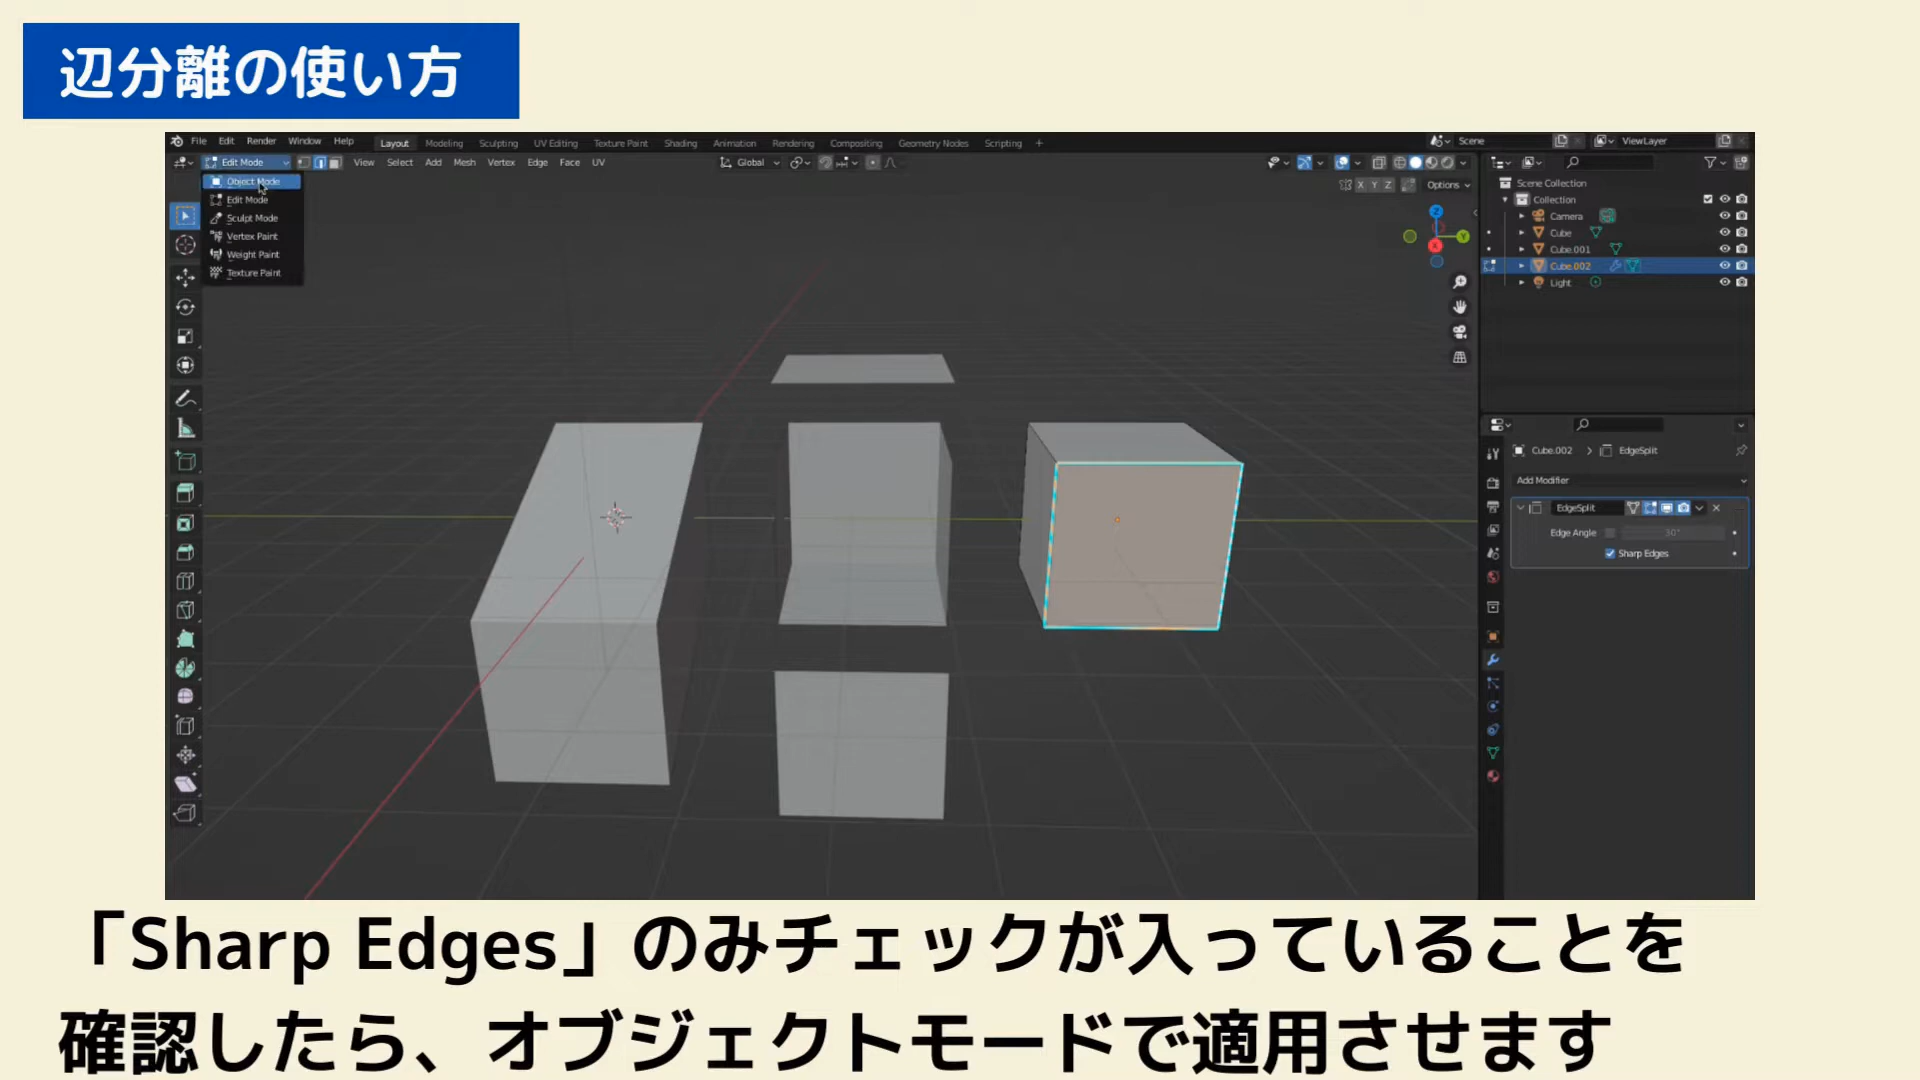 辺分離の使い方
File Edit Render Window Help Layout Modeling Sculpting UV Editing Texture Paint Shading Animation Rendering Compositing Geometry Nodes Scripting + Scene ViewLayer
Edit Mode View Select Add Mesh Vertex Edge Face UV Global
X Y Z Options
Object Mode
Edit Mode
Sculpt Mode
Vertex Paint
Weight Paint
Texture Paint
Z
Y
X
Scene Collection
Collection
Camera
Cube
Cube.001
Cube.002
Light
Cube.002 > EdgeSplit
Add Modifier
EdgeSplit
Edge Angle 30°
Sharp Edges
「Sharp Edges」のみチェックが入っていることを
確認したら、オブジェクトモードで適用させます